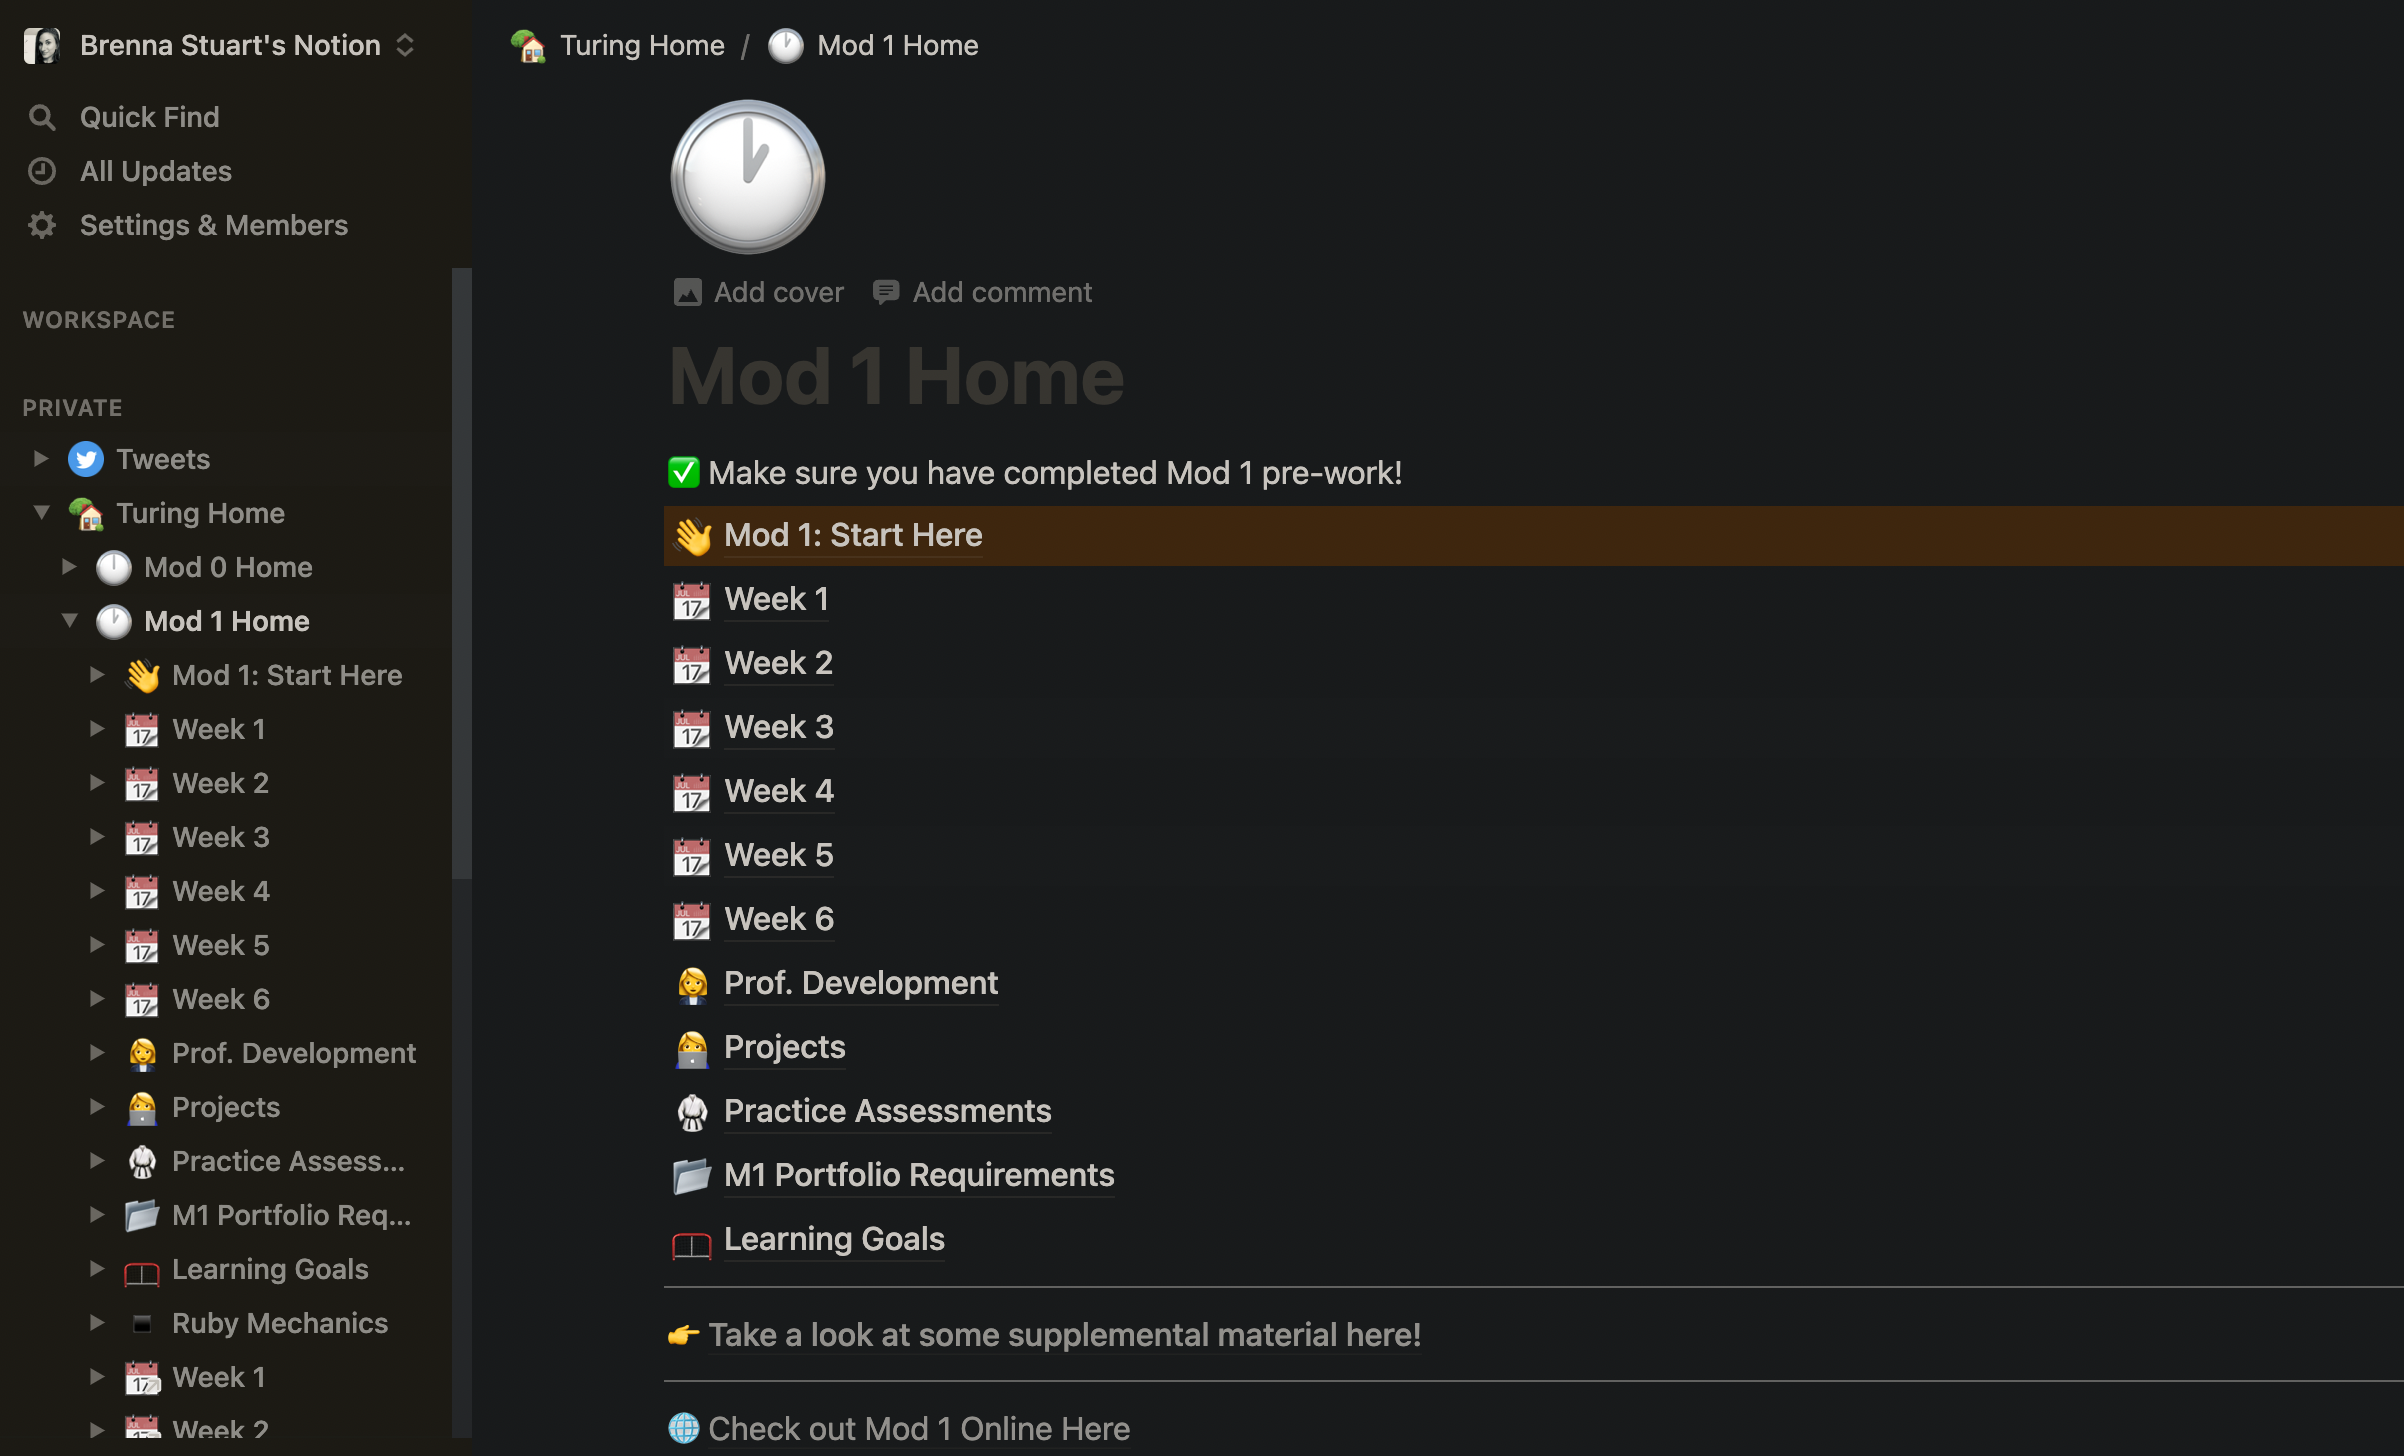 Brenna Stuart's Notion
Quick Find
All Updates
Settings & Members
WORKSPACE
PRIVATE
Tweets
Turing Home
Mod 0 Home
Mod 1 Home
Mod 1: Start Here
Week 1
Week 2
Week 3
Week 4
Week 5
Week 6
Prof. Development
Projects
Practice Assess...
M1 Portfolio Req...
Learning Goals
Ruby Mechanics
Week 1
Week 2
Turing Home / Mod 1 Home
Add cover Add comment
Mod 1 Home
Make sure you have completed Mod 1 pre-work!
Mod 1: Start Here
Week 1
Week 2
Week 3
Week 4
Week 5
Week 6
Prof. Development
Projects
Practice Assessments
M1 Portfolio Requirements
Learning Goals
Take a look at some supplemental material here!
Check out Mod 1 Online Here